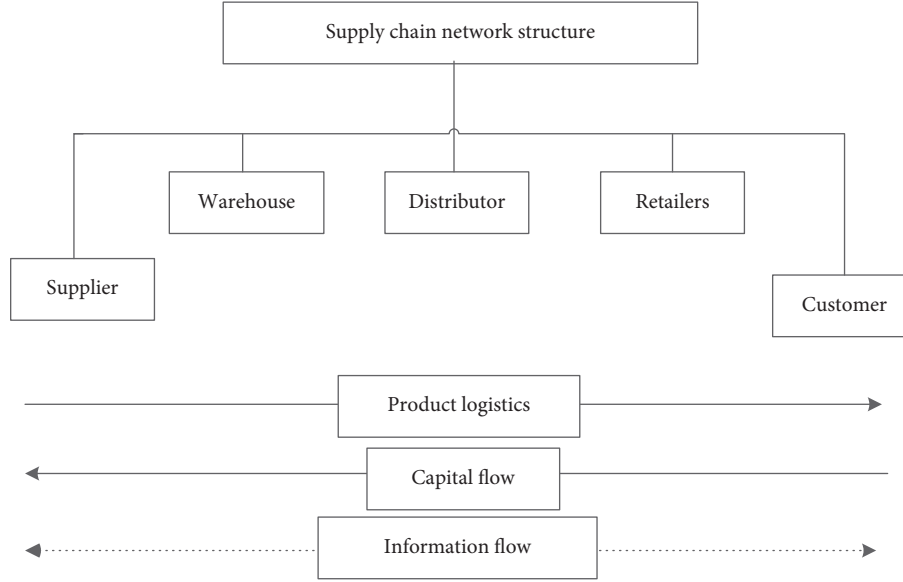 Supply chain network structure
Warehouse
Distributor
Retailers
Supplier
Customer
Product logistics
Capital flow
Information flow